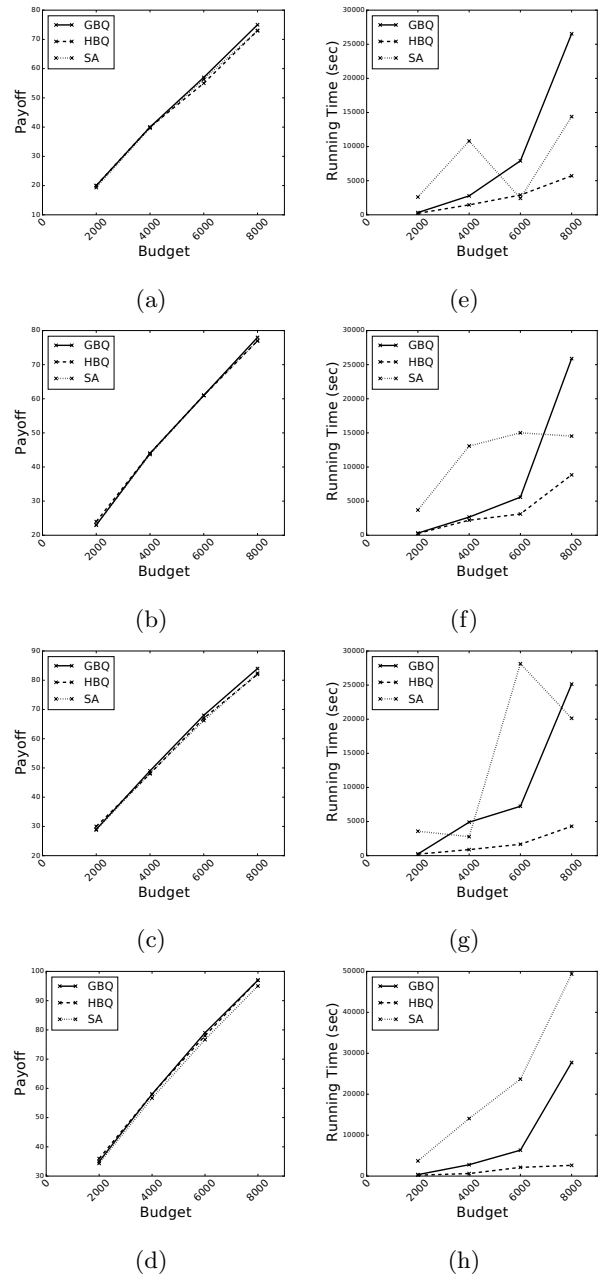 80
70
60
50
40
30
20
10
Payoff
GBQ
HBQ
SA
0
2000
4000
6000
8000
Budget
(a)
30000
25000
20000
15000
10000
5000
0
Running Time (sec)
GBQ
HBQ
SA
0
2000
4000
6000
8000
Budget
(e)
80
70
60
50
40
30
20
Payoff
GBQ
HBQ
SA
0
2000
4000
6000
8000
Budget
(b)
30000
25000
20000
15000
10000
5000
0
Running Time (sec)
GBQ
HBQ
SA
0
2000
4000
6000
8000
Budget
(f)
90
80
70
60
50
40
30
20
Payoff
GBQ
HBQ
SA
0
2000
4000
6000
8000
Budget
(c)
30000
25000
20000
15000
10000
5000
0
Running Time (sec)
GBQ
HBQ
SA
0
2000
4000
6000
8000
Budget
(g)
100
90
80
70
60
50
40
30
Payoff
GBQ
HBQ
SA
0
2000
4000
6000
8000
Budget
(d)
50000
40000
30000
20000
10000
0
Running Time (sec)
GBQ
HBQ
SA
0
2000
4000
6000
8000
Budget
(h)